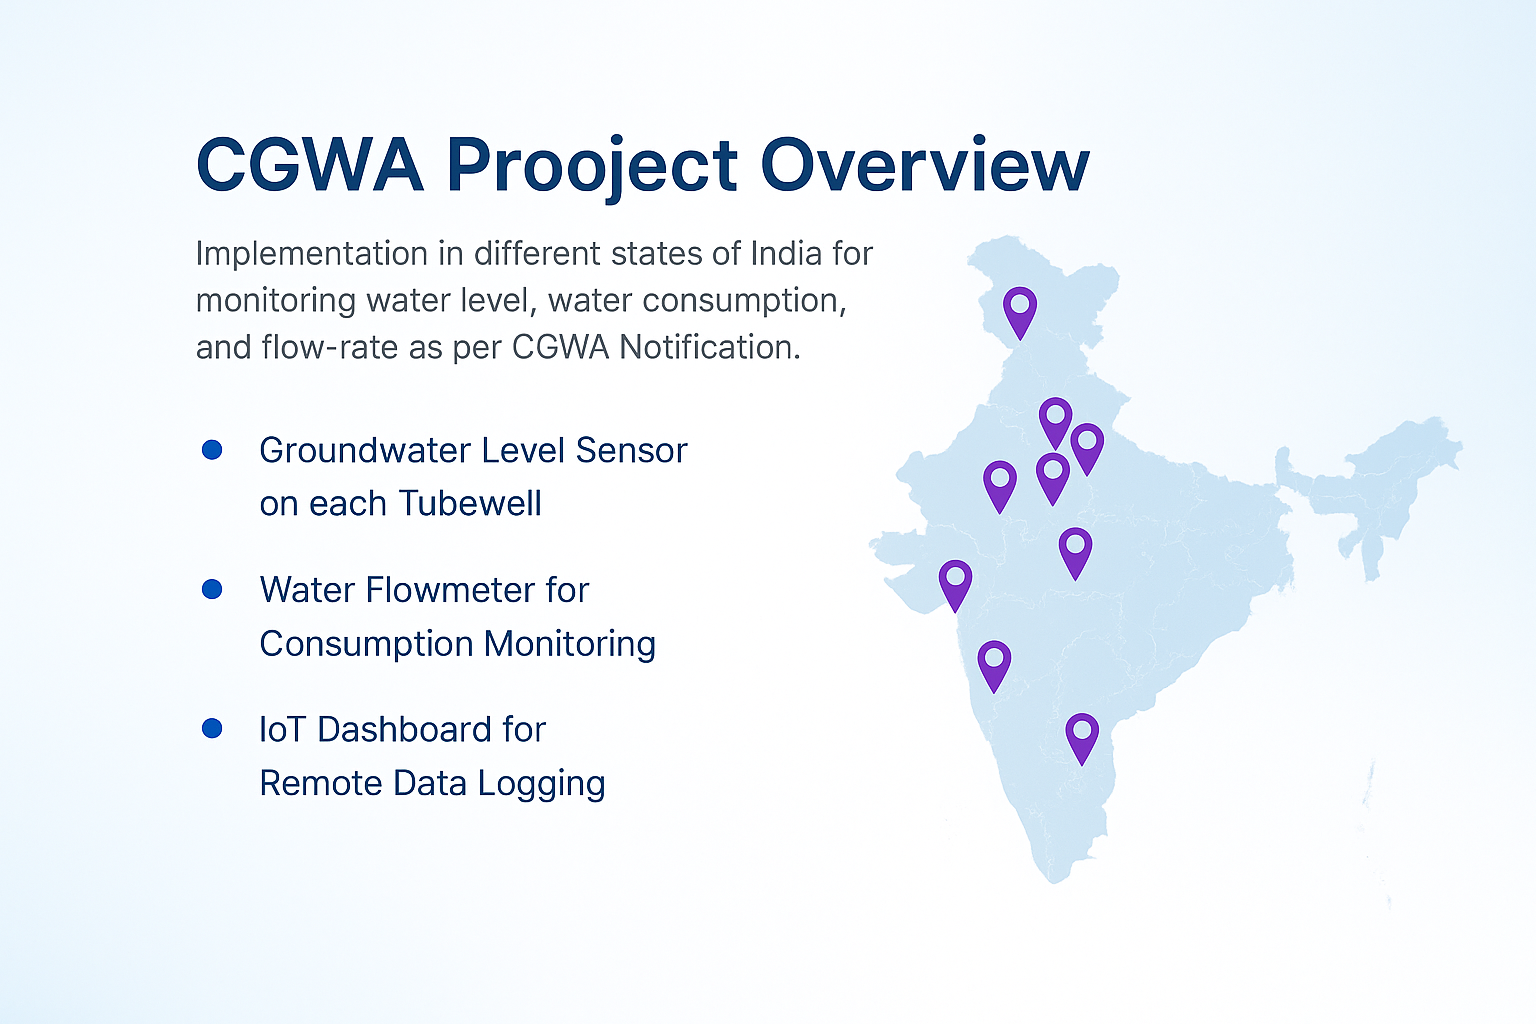 CGWA Prooject Overview
Implementation in different states of India for
monitoring water level, water consumption,
and flow-rate as per CGWA Notification.
● Groundwater Level Sensor
on each Tubewell
● Water Flowmeter for
Consumption Monitoring
● IoT Dashboard for
Remote Data Logging